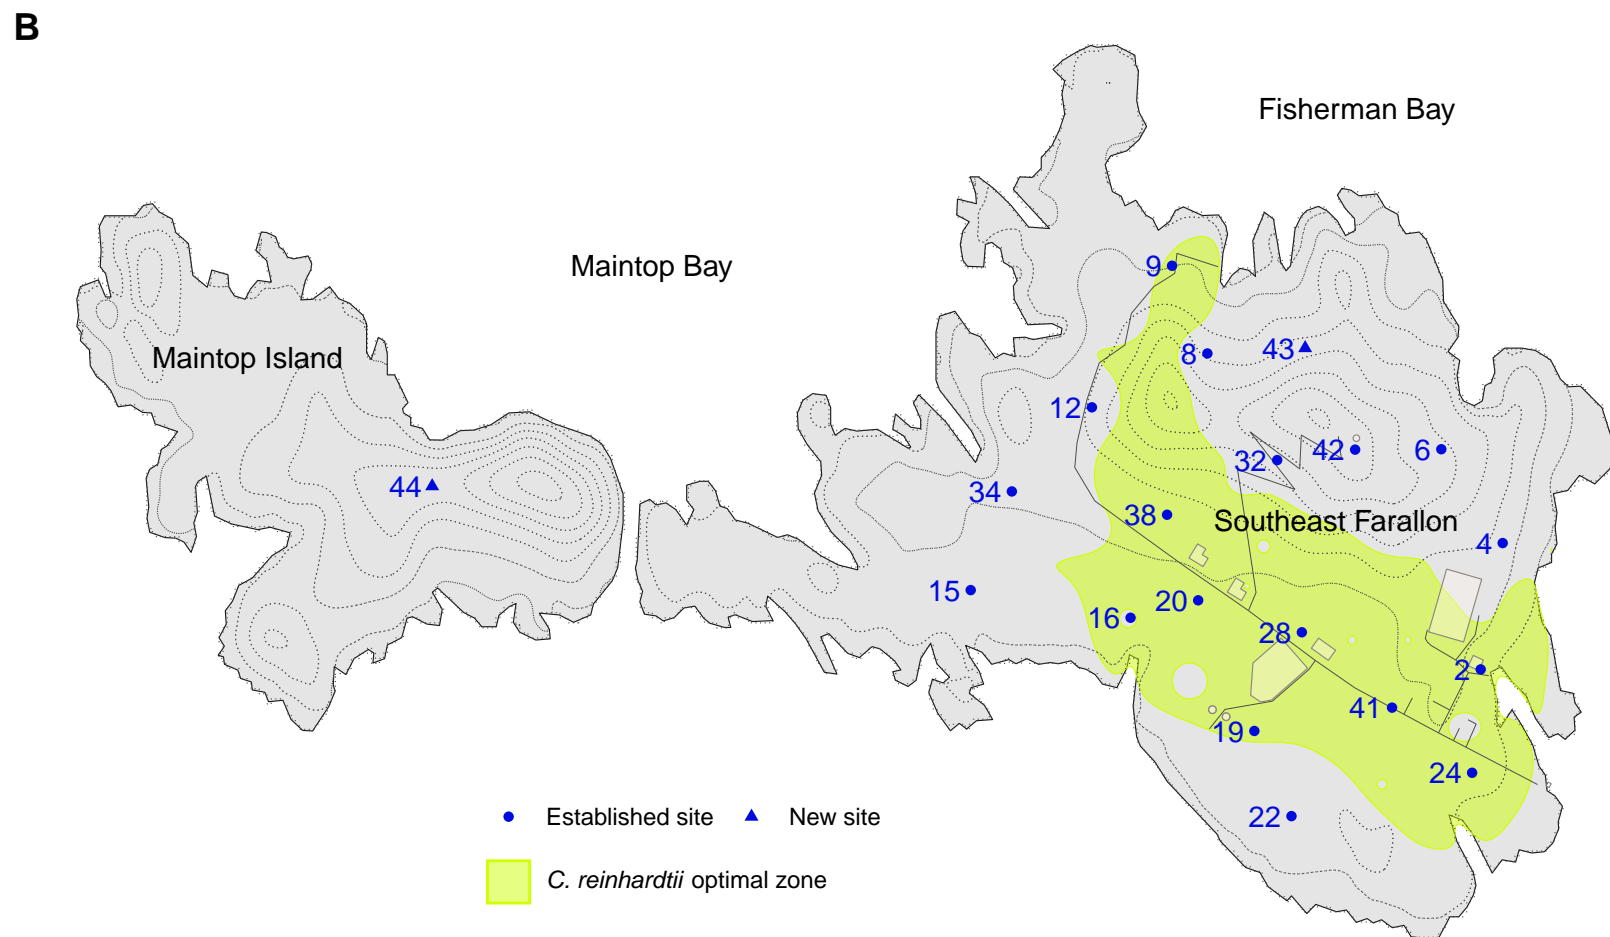 B
Fisherman Bay
Maintop Bay
9
8
43
Maintop Island
12
32
42
6
44
34
38
Southeast Farallon
4
15
20
16
28
2
41
19
24
22
Established site
New site
C. reinhardtii optimal zone